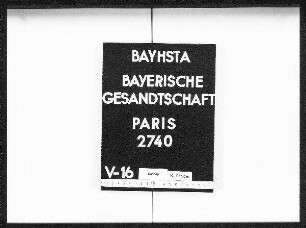 BAYHSTA
BAYERISCHE
GESANDTSCHAFT
PARIS
2740
V-16